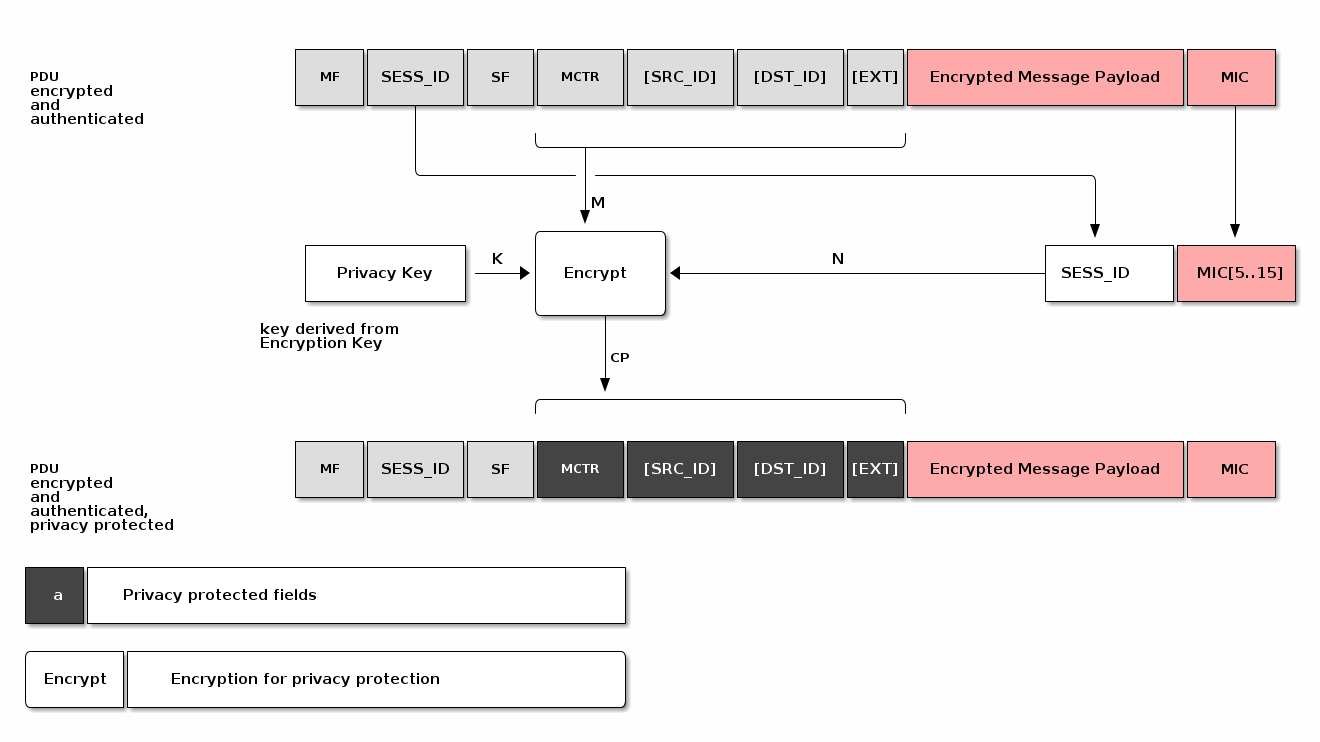 PDU
encrypted
and
authenticated
MF SESS_ID SF MCTR [SRC_ID] [DST_ID] [EXT] Encrypted Message Payload MIC
M
Privacy Key K Encrypt N SESS_ID MIC[5..15]
key derived from
Encryption Key
CP
PDU
encrypted
and
authenticated,
privacy protected
MF SESS_ID SF MCTR [SRC_ID] [DST_ID] [EXT] Encrypted Message Payload MIC
a Privacy protected fields
Encrypt Encryption for privacy protection